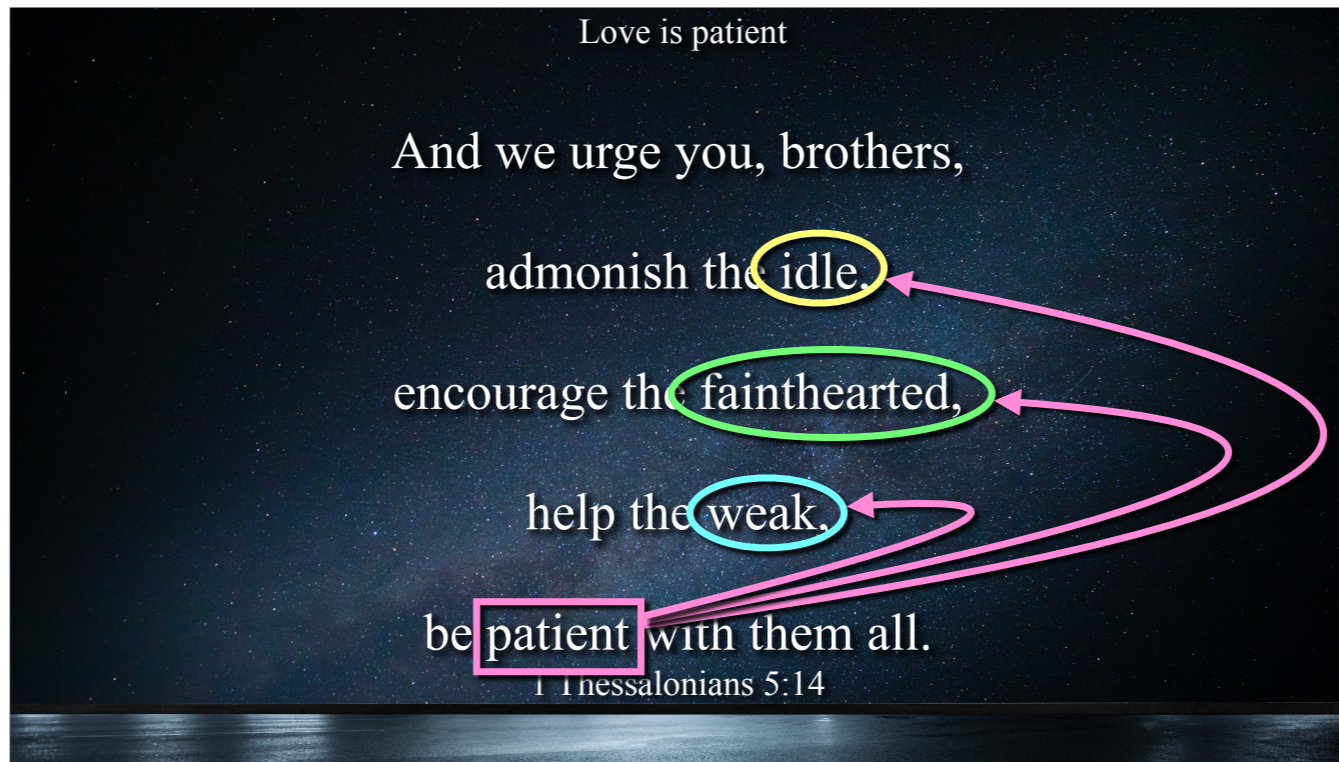 Love is patient
And we urge you, brothers,
admonish the idle.
encourage the fainthearted,
help the weak,
be patient with them all.
1 Thessalonians 5:14